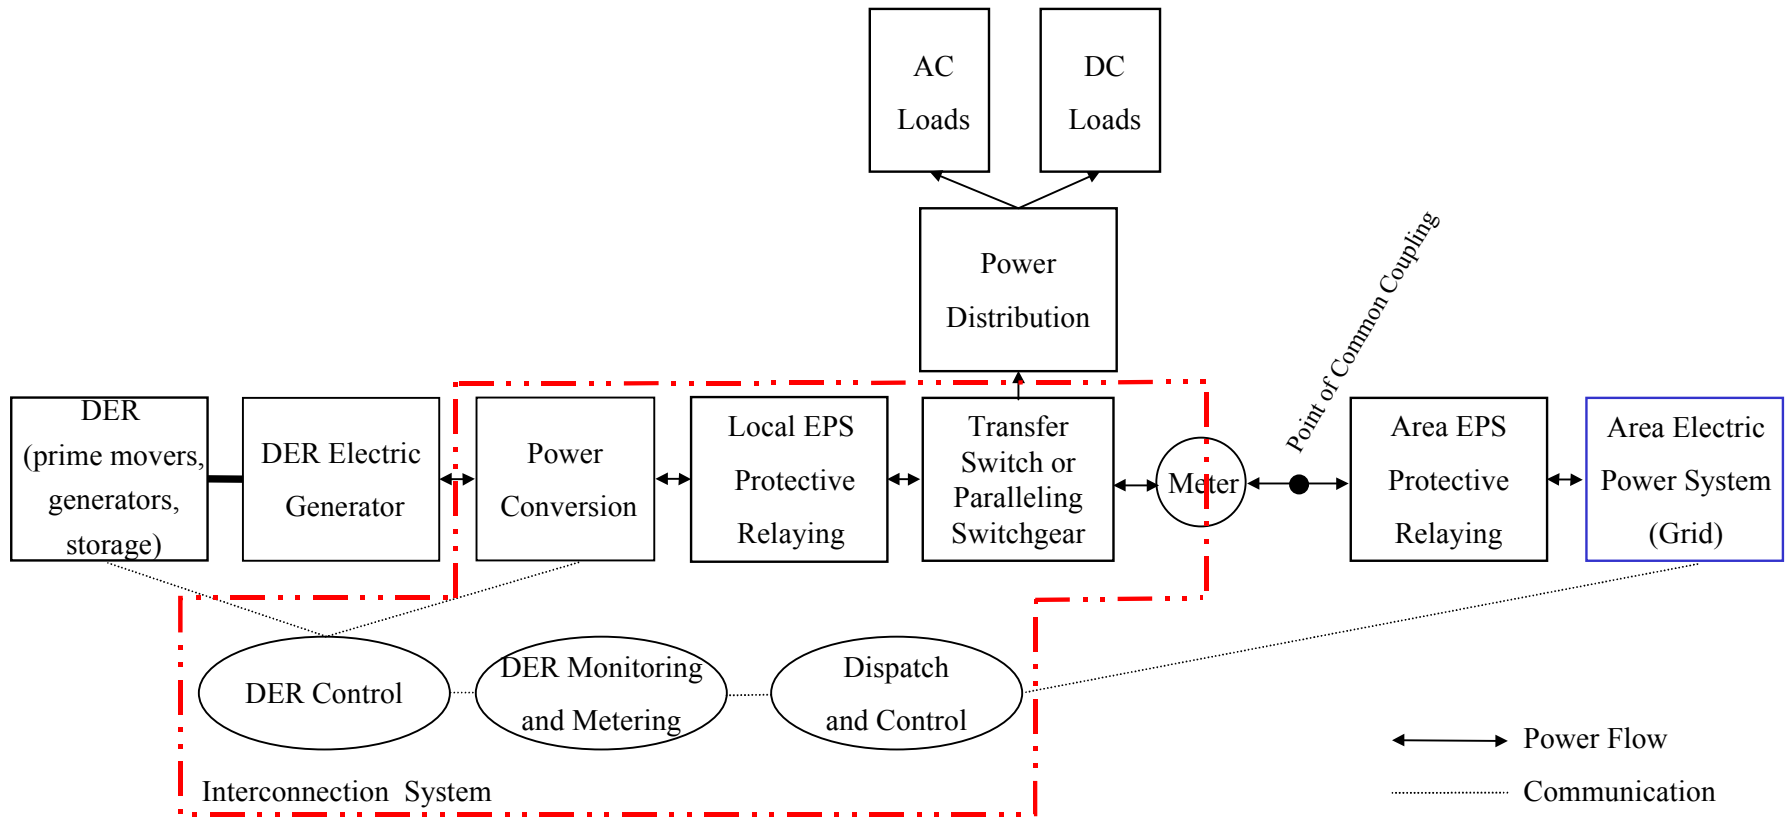 AC
Loads
DC
Loads
Power
Distribution
Point of Common Coupling
DER
(prime movers,
generators,
storage)
DER Electric
Generator
Power
Conversion
Local EPS
Protective
Relaying
Transfer
Switch or
Paralleling
Switchgear
Meter
Area EPS
Protective
Relaying
Area Electric
Power System
(Grid)
DER Control
DER Monitoring
and Metering
Dispatch
and Control
Interconnection System
Power Flow
Communication